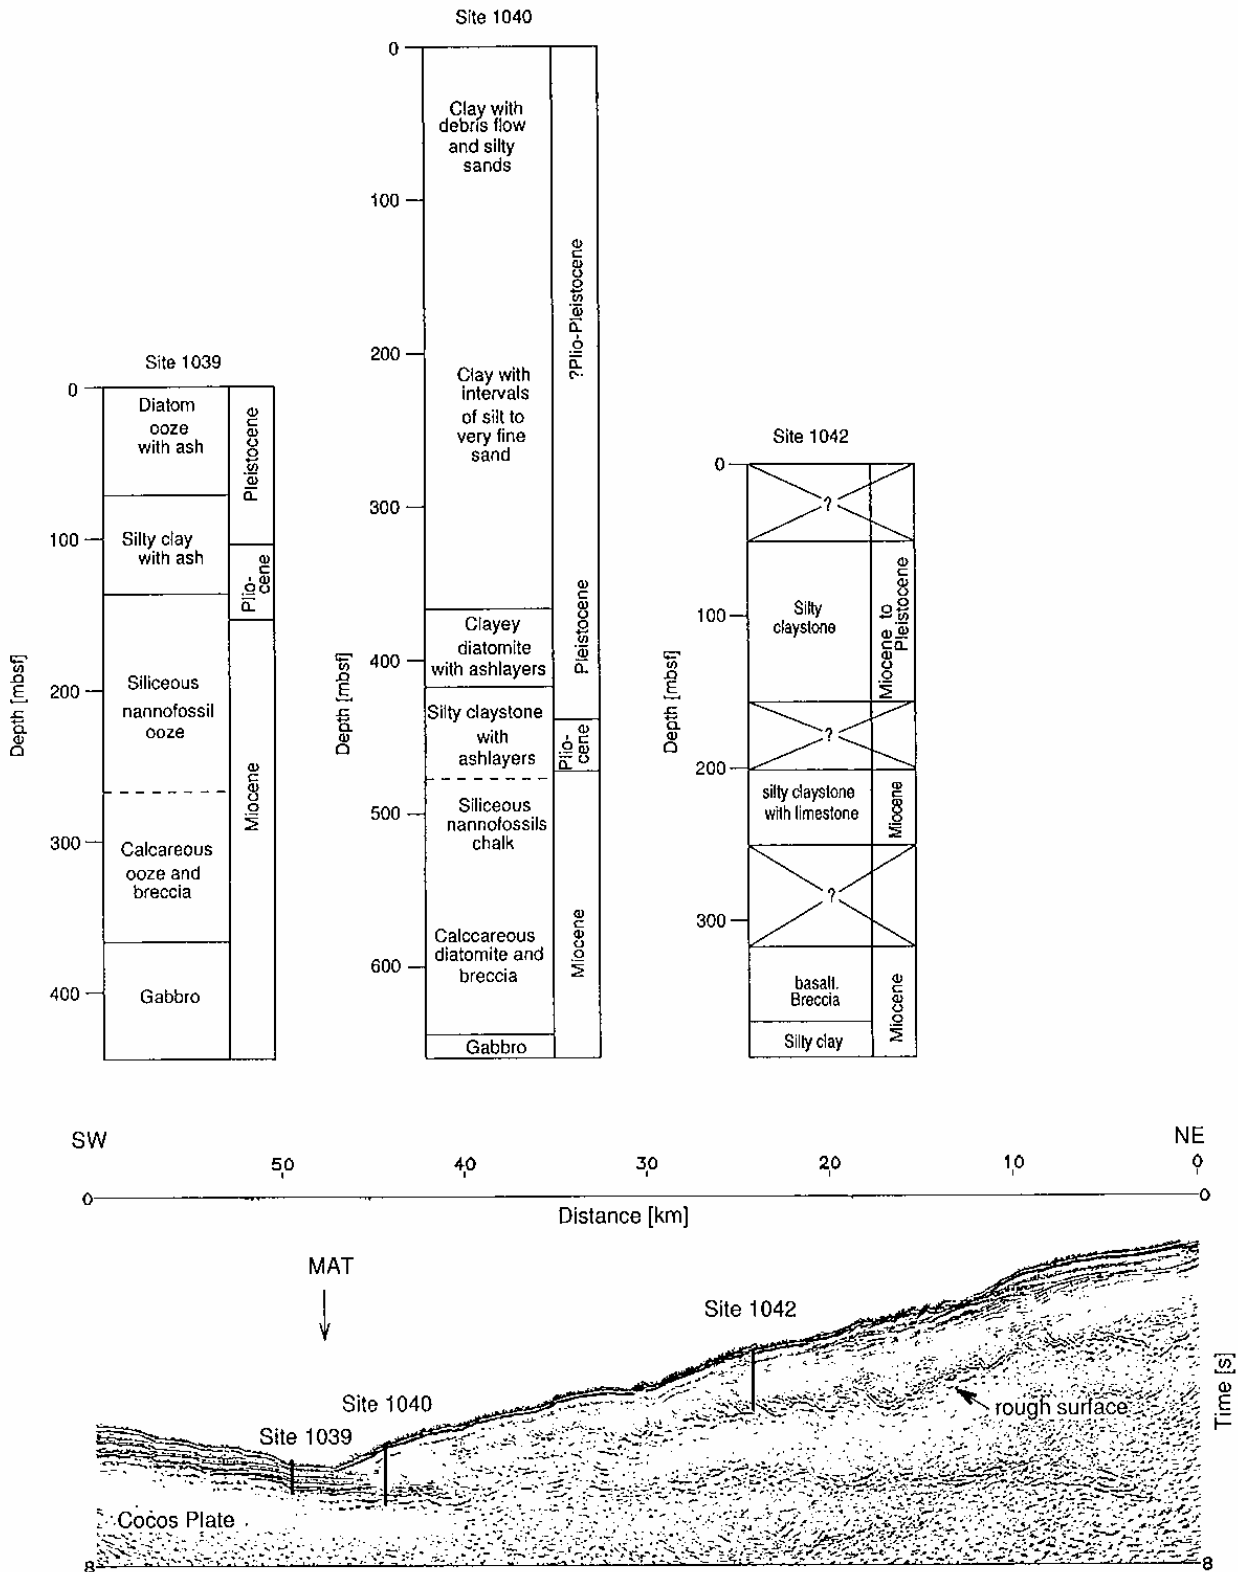 Site 1040
0
Clay with
debris flow
and silty
sands
100
200
Clay with
intervals
of silt to
very fine
sand
300
400
500
600
Depth [mbsf]
Clayey
diatomite
with ashlayers
Silty claystone
with
ashlayers
Siliceous
nannofossils
chalk
Calccareous
diatomite and
breccia
Gabbro
?Plio-Pleistocene
Pleistocene
Plio-
cene
Miocene
Site 1039
0
100
200
300
400
Depth [mbsf]
Diatom
ooze
with ash
Silty clay
with ash
Siliceous
nannofossil
ooze
Calcareous
ooze and
breccia
Gabbro
Pleistocene
Plio-
cene
Miocene
Site 1042
0
100
200
300
Depth [mbsf]
?
Silty
claystone
?
silty claystone
with limestone
?
basalt.
Breccia
Silty clay
Miocene to
Pleistocene
Miocene
Miocene
SW
NE
50
40
30
20
10
0
0
0
Distance [km]
MAT
Site 1042
Site 1040
Site 1039
rough surface
Cocos Plate
Time [s]
8
8